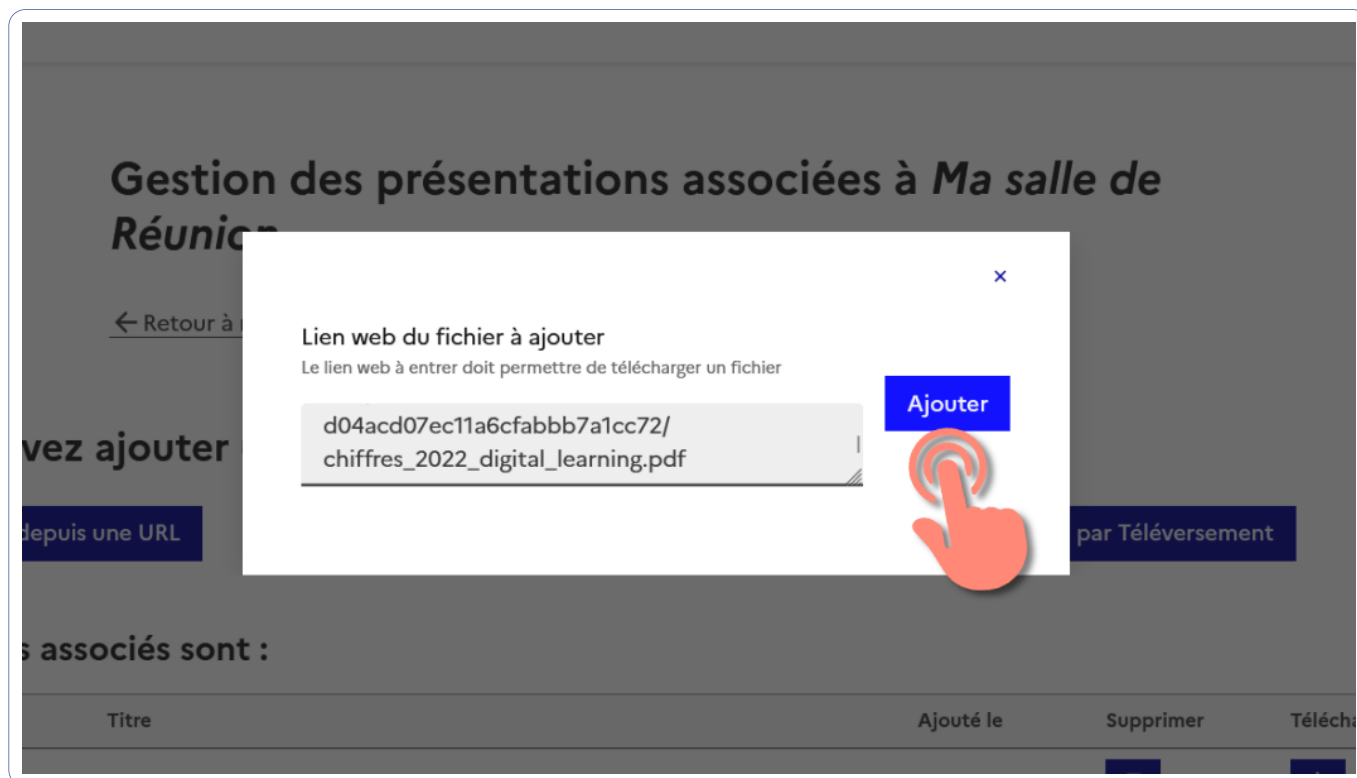 Gestion des présentations associées à Ma salle de
Réunion
← Retour à
×
Lien web du fichier à ajouter
Le lien web à entrer doit permettre de télécharger un fichier
Ajouter
d04acd07ec11a6cfabbb7a1cc72/
chiffres_2022_digital_learning.pdf
vez ajouter
depuis une URL
par Téléversement
s associés sont :
Titre Ajouté le Supprimer Télécha